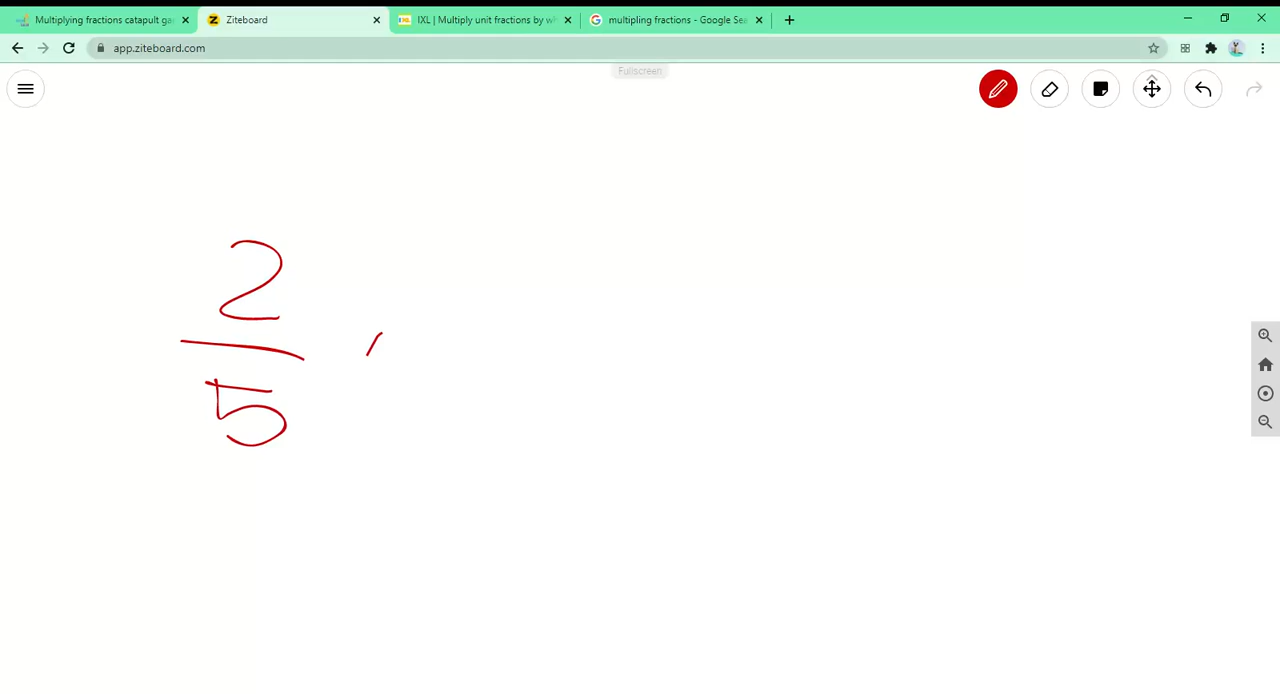 Multiplying fractions catapult ga
Ziteboard
IXL | Multiply unit fractions by w
multipling fractions - Google Sea
app.ziteboard.com
Fullscreen
2
5